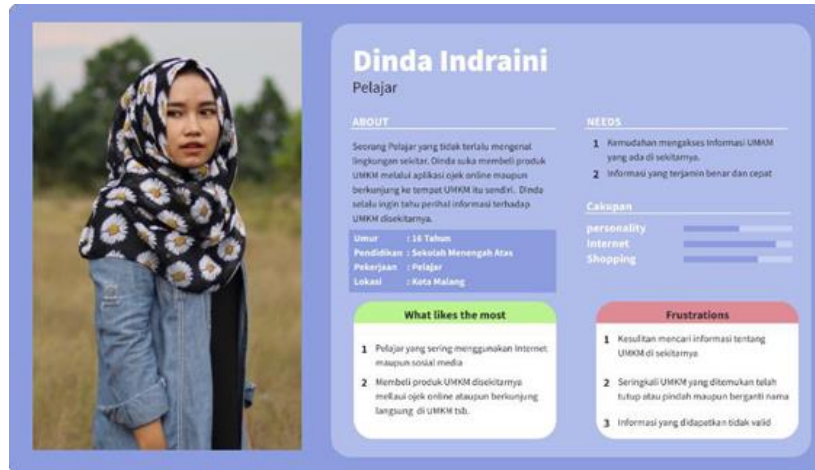 Dinda Indraini
Pelajar
ABOUT
Seorang Pelajar yang tidak terlalu mengenal
lingkungan sekitar. Dinda suka membeli produk
UMKM melalui aplikasi ojek online maupun
berkunjung ke tempat UMKM itu sendiri. Dinda
selalu ingin tahu perihal informasi terhadap
UMKM disekitarnya.
Umur : 16 Tahun
Pendidikan : Sekolah Menengah Atas
Pekerjaan : Pelajar
Lokasi : Kota Malang
NEEDS
1 Kemudahan mengakses Informasi UMKM
yang ada di sekitarnya.
2 Informasi yang terjamin benar dan cepat
Cakupan
personality
Internet
Shopping
What likes the most
1 Pelajar yang sering menggunakan Internet
maupun sosial media
2 Membeli produk UMKM disekitarnya
mellaui ojek online ataupun berkunjung
langsung di UMKM tsb.
Frustrations
1 Kesulitan mencari informasi tentang
UMKM di sekitarnya
2 Seringkali UMKM yang ditemukan telah
tutup atau pindah maupun berganti nama
3 Informasi yang didapatkan tidak valid